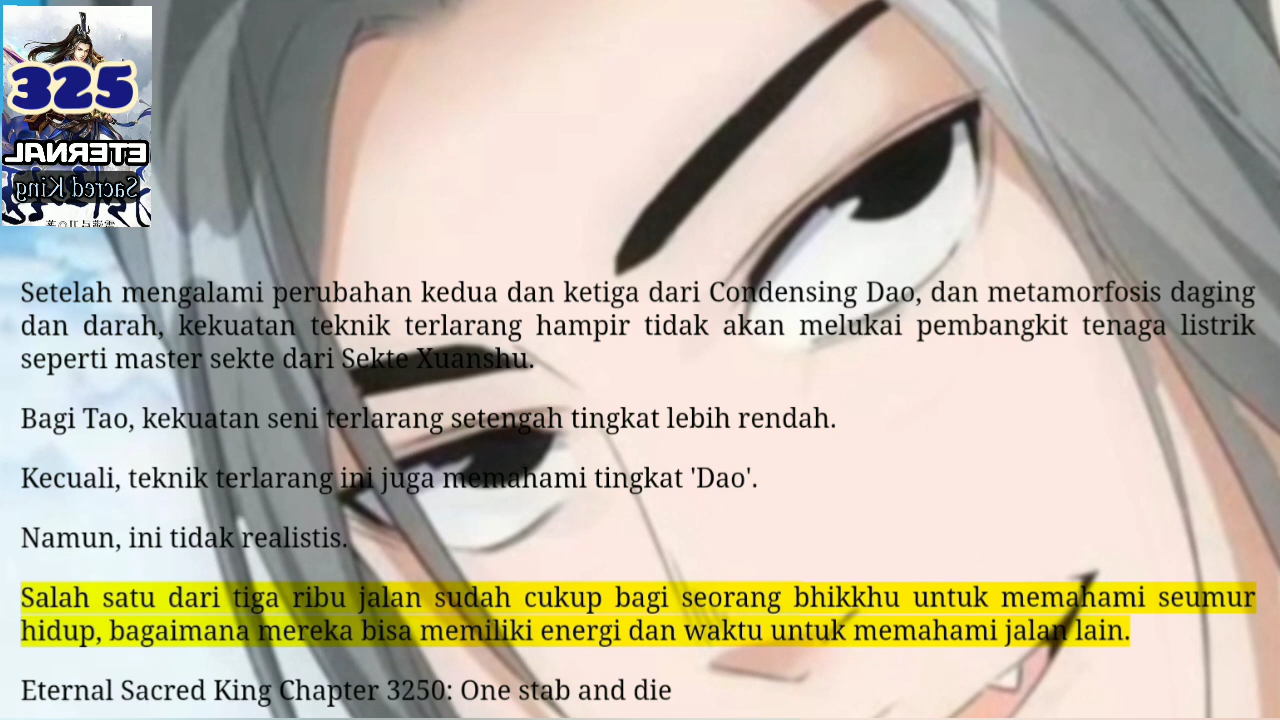 325
ETERNAL
Sacred King
Setelah mengalami perubahan kedua dan ketiga dari Condensing Dao, dan metamorfosis daging
dan darah, kekuatan teknik terlarang hampir tidak akan melukai pembangkit tenaga listrik
seperti master sekte dari Sekte Xuanshu.
Bagi Tao, kekuatan seni terlarang setengah tingkat lebih rendah.
Kecuali, teknik terlarang ini juga memahami tingkat 'Dao'.
Namun, ini tidak realistis.
Salah satu dari tiga ribu jalan sudah cukup bagi seorang bhikkhu untuk memahami seumur
hidup, bagaimana mereka bisa memiliki energi dan waktu untuk memahami jalan lain.
Eternal Sacred King Chapter 3250: One stab and die